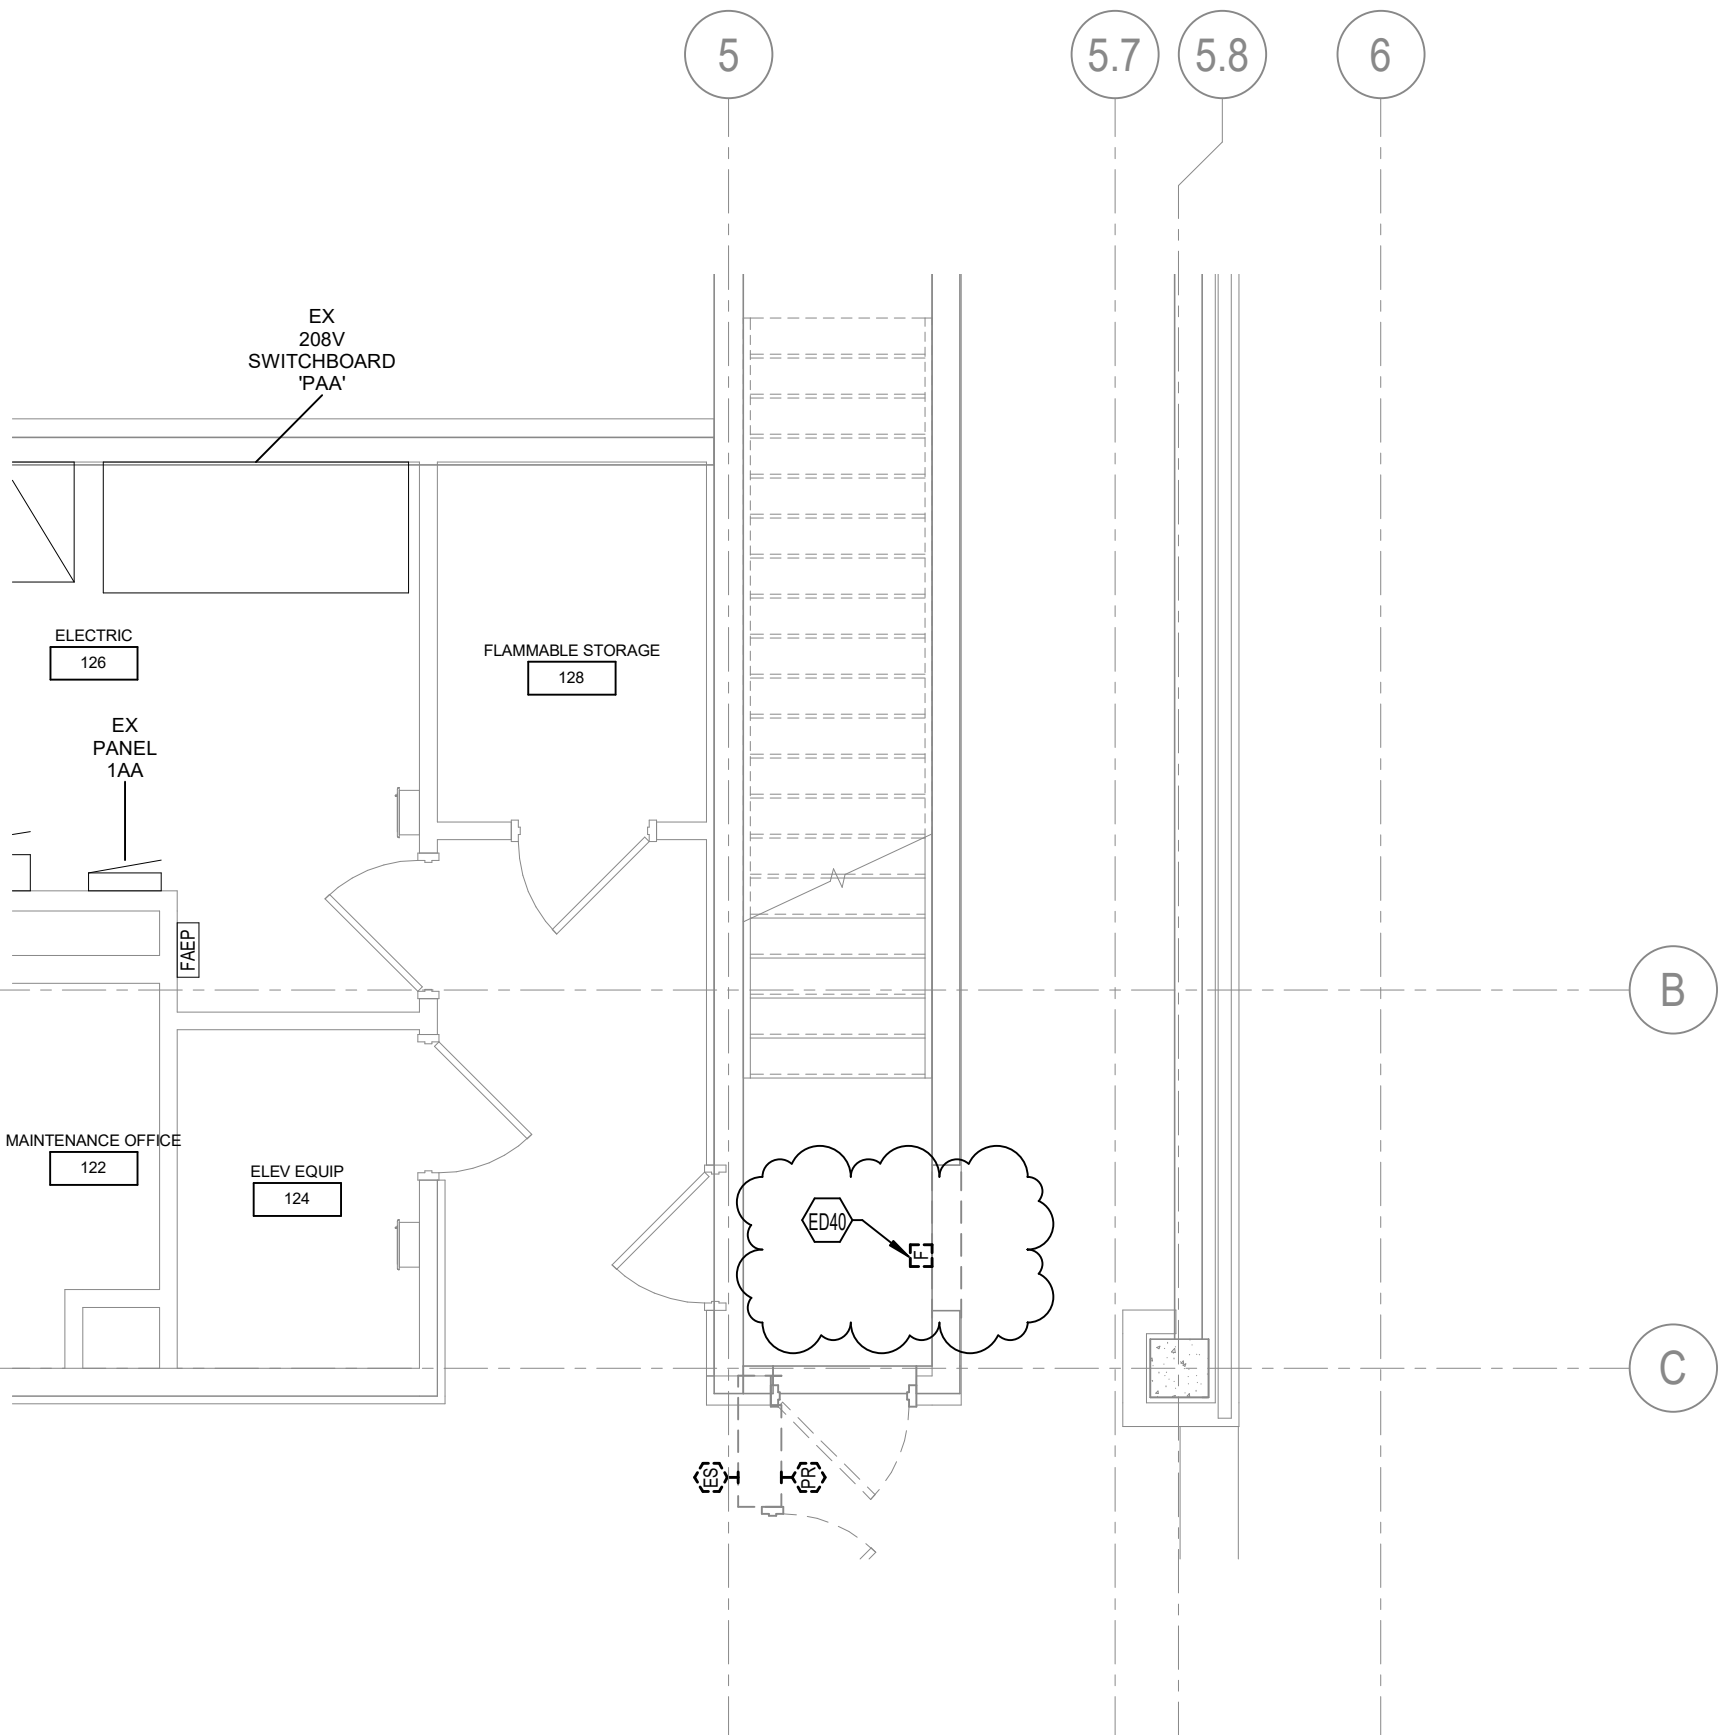 5
5.7
5.8
6
EX
208V
SWITCHBOARD
'PAA'
ELECTRIC
126
FLAMMABLE STORAGE
128
EX
PANEL
1AA
FAEP
B
MAINTENANCE OFFICE
122
ELEV EQUIP
124
ED40
F
C
ES
PR